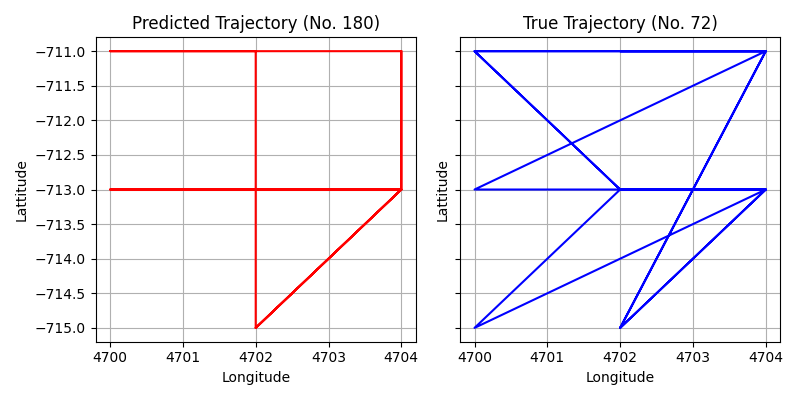 Predicted Trajectory (No. 180)
True Trajectory (No. 72)
−711.0
−711.5
−712.0
−712.5
−713.0
−713.5
−714.0
−714.5
−715.0
Lattitude
Lattitude
4700 4701 4702 4703 4704
4700 4701 4702 4703 4704
Longitude
Longitude